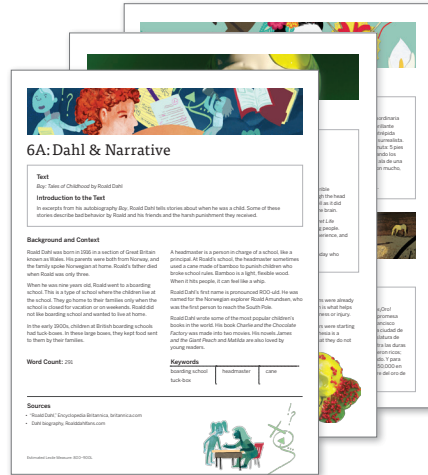 6A: Dahl & Narrative
Text
Boy: Tales of Childhood by Roald Dahl
Introduction to the Text
In excerpts from his autobiography Boy, Roald Dahl tells stories about when he was a child. Some of these
stories describe bad behavior by Roald and his friends and the harsh punishment they received.
Background and Context
Roald Dahl was born in 1916 in a section of Great Britain
known as Wales. His parents were both from Norway, and
the family spoke Norwegian at home. Roald's father died
when Roald was only three.
When he was nine years old, Roald went to a boarding
school. This is a type of school where the children live at
the school. They go home to their families only when the
school is closed for vacation or on weekends. Roald did
not like boarding school and wanted to live at home.
In the early 1900s, children at British boarding schools
had tuck-boxes. In these large boxes, they kept food sent
to them by their families.
A headmaster is a person in charge of a school, like a
principal. At Roald's school, the headmaster sometimes
used a cane made of bamboo to punish children who
broke school rules. Bamboo is a light, flexible wood.
When it hits people, it can feel like a whip.
Roald Dahl's first name is pronounced ROO-uld. He was
named for the Norwegian explorer Roald Amundsen, who
was the first person to reach the South Pole.
Roald Dahl wrote some of the most popular children's
books in the world. His book Charlie and the Chocolate
Factory was made into two movies. His novels James
and the Giant Peach and Matilda are also loved by
young readers.
Word Count: 256
Keywords
boarding school headmaster cane
tuck-box
Sources
• "Roald Dahl," Encyclopedia Britannica, britannica.com
• Dahl biography, Roalddahlfans.com